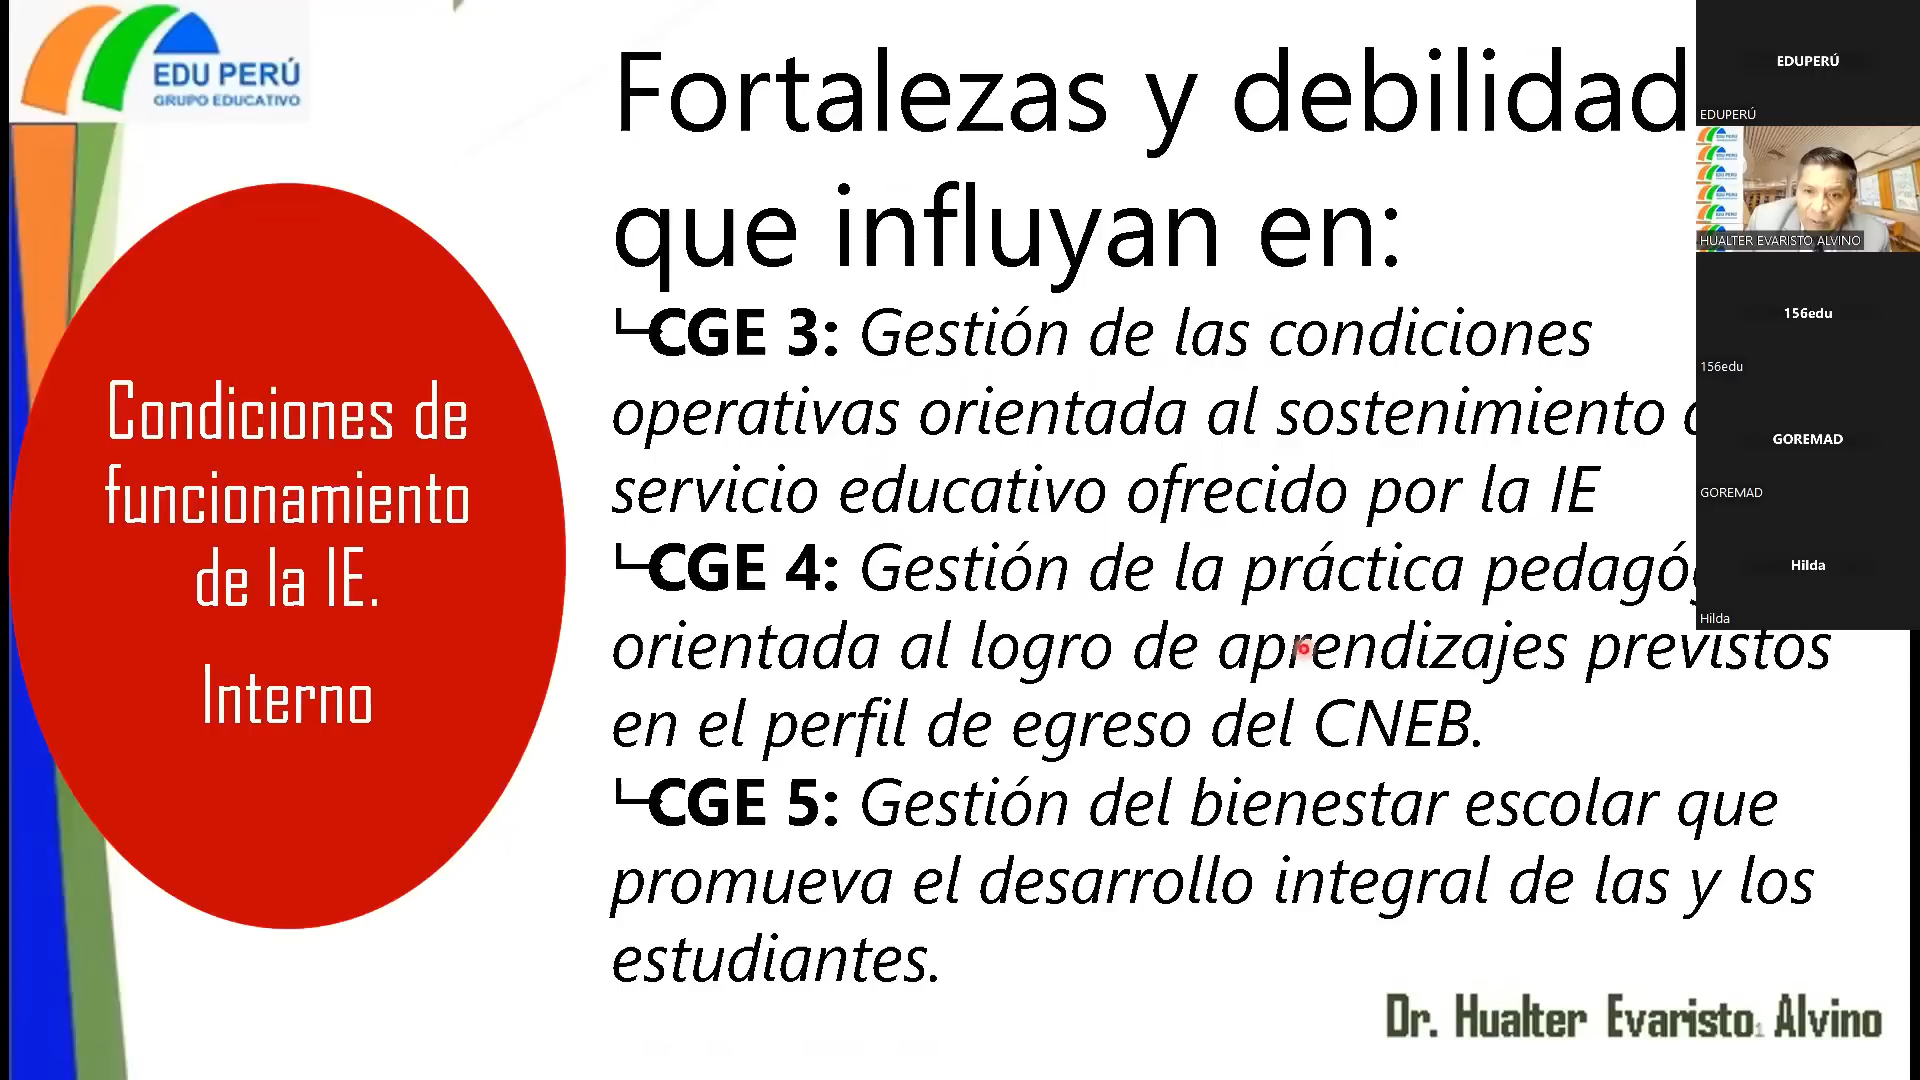 EDU PERÚ
GRUPO EDUCATIVO
Condiciones de
funcionamiento
de la IE.
Interno
Fortalezas y debilidad
que influyan en:
CGE 3: Gestión de las condiciones
operativas orientada al sostenimiento
servicio educativo ofrecido por la IE
CGE 4: Gestión de la práctica
orientada al logro de aprendizajes previstos
en el perfil de egreso del CNEB.
CGE 5: Gestión del bienestar escolar que
promueva el desarrollo integral de las y los
estudiantes.
Dr. Hualter Evaristo Alvino
EDUPERÚ
EDUPERÚ
HUALTER EVARISTO ALVINO
156edu
156edu
GOREMAD
GOREMAD
Hilda
Hilda